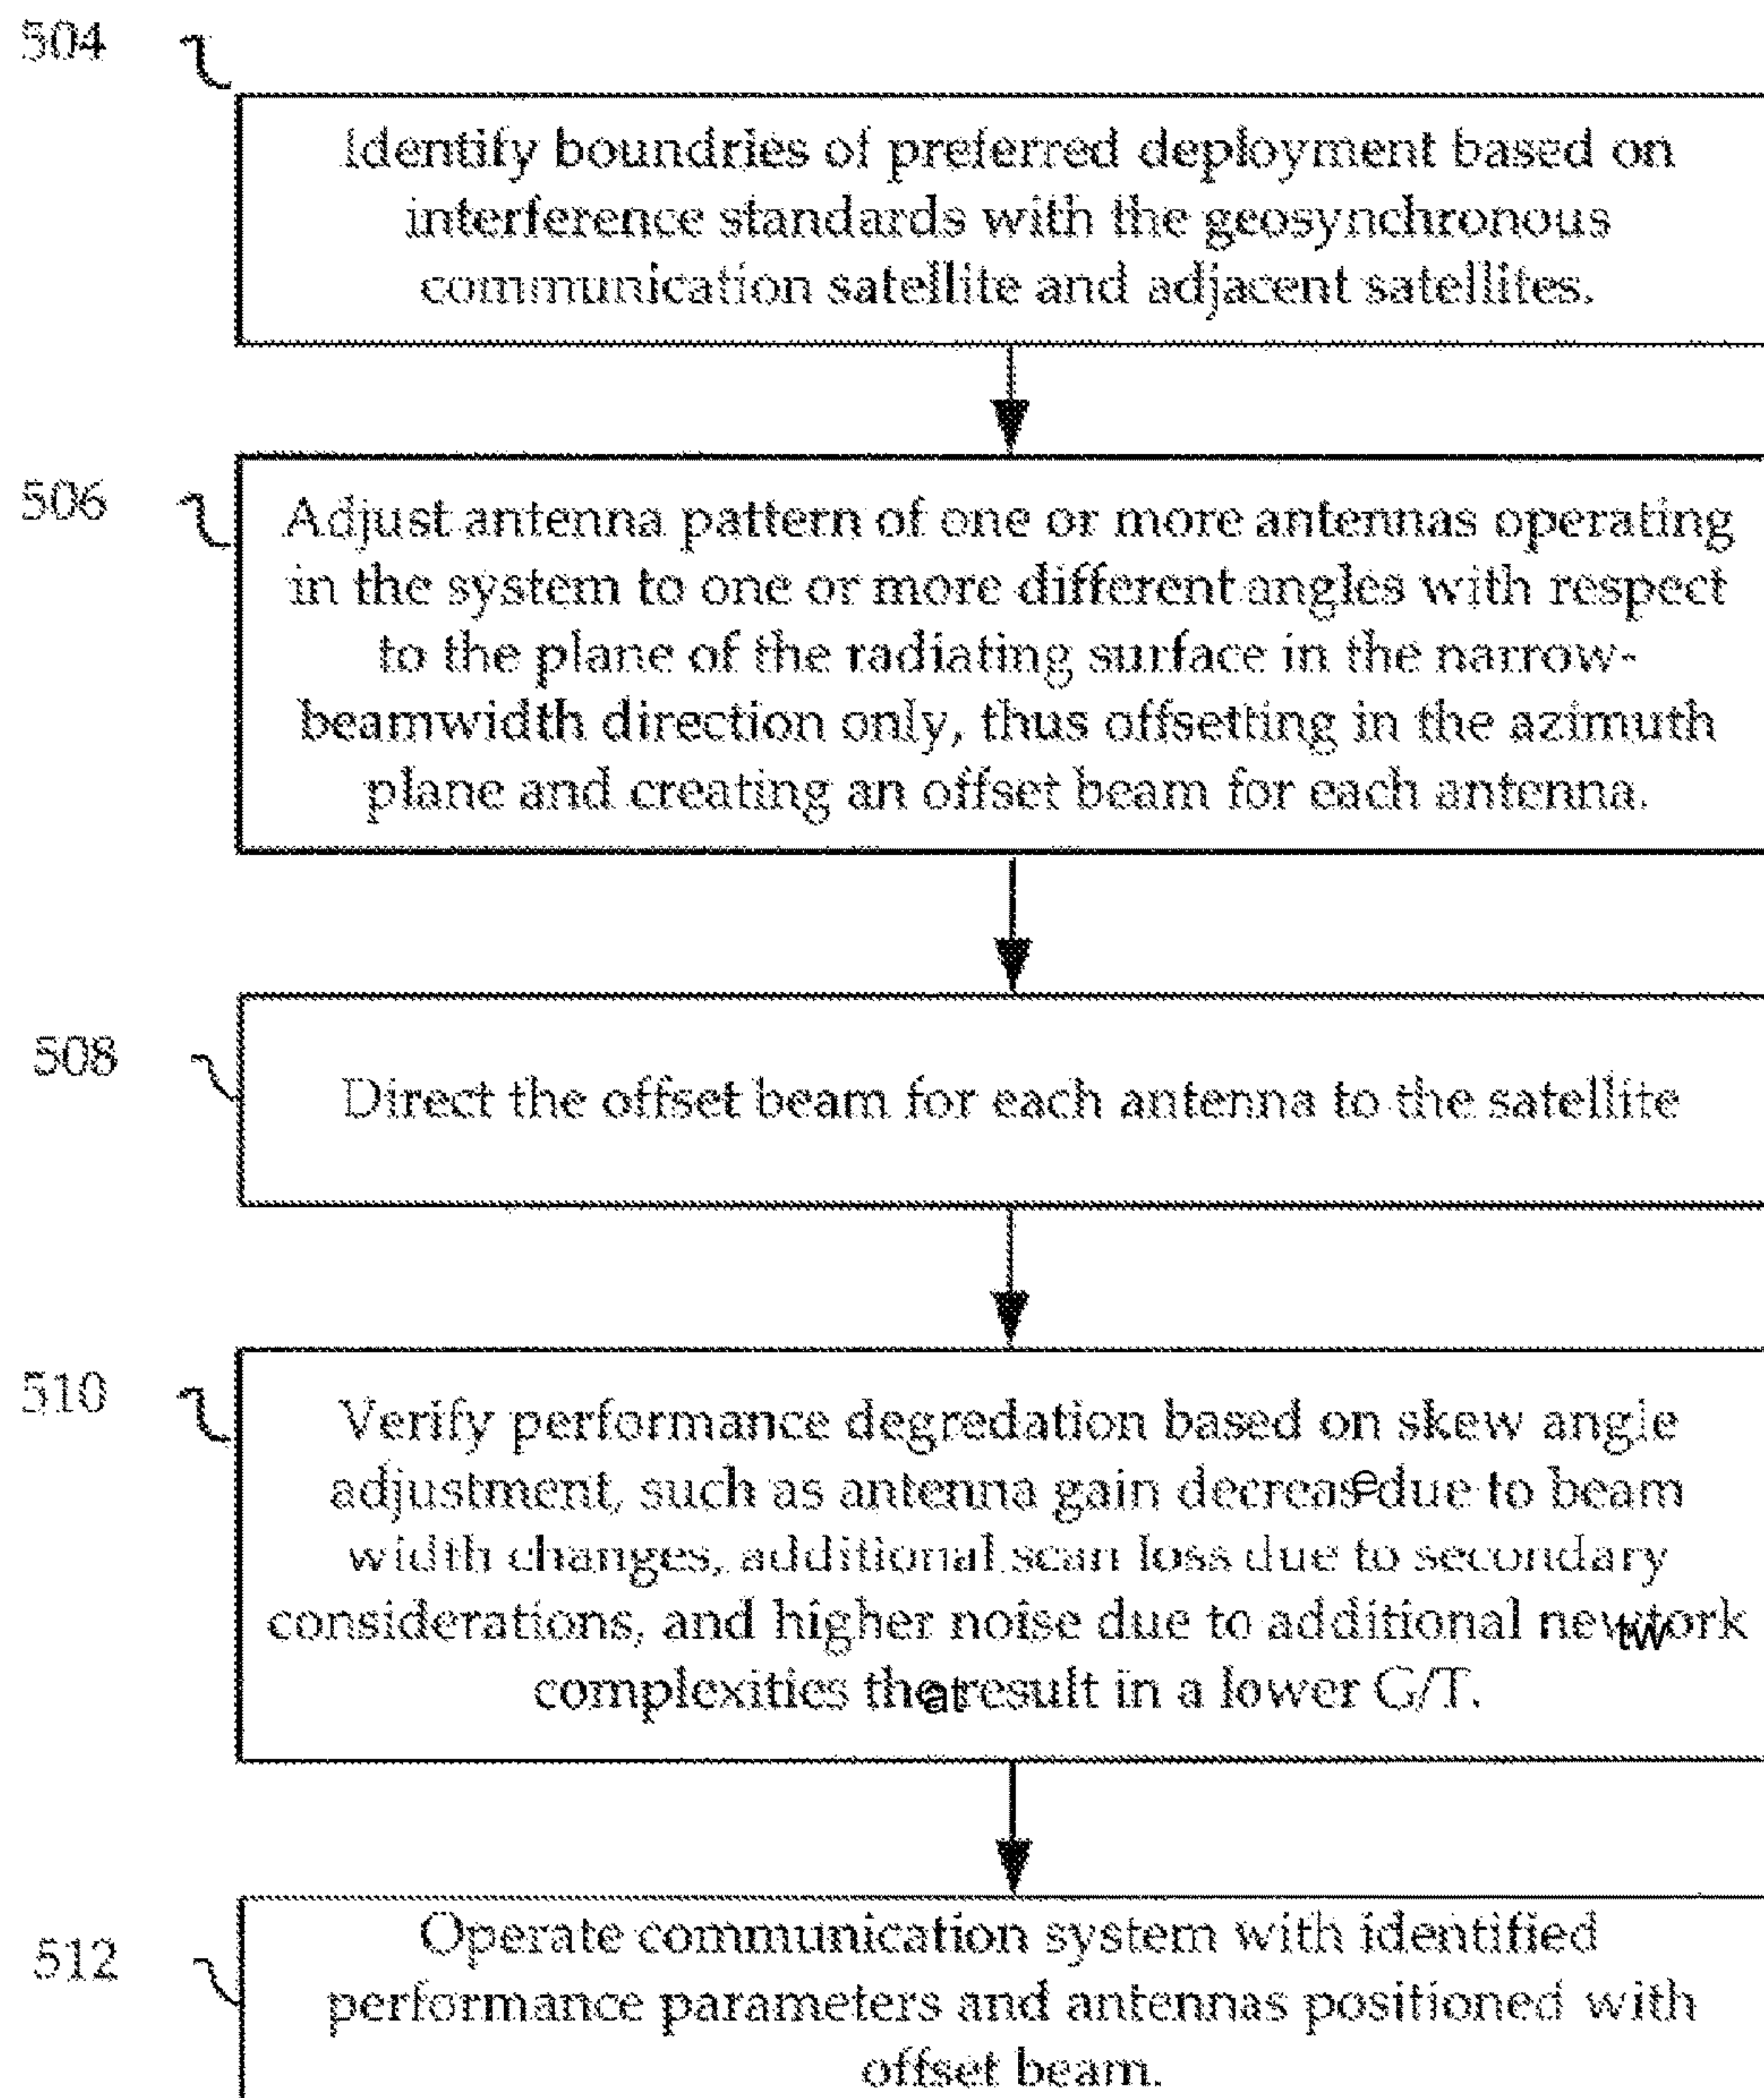 504
Identify boundries of preferred deployment based on
interference standards with the geosynchronous
communication satellite and adjacent satellites.
506
Adjust antenna pattern of one or more antennas operating
in the system to one or more different angles with respect
to the plane of the radiating surface in the narrow-
beamwidth direction only, thus offsetting in the azimuth
plane and creating an offset beam for each antenna.
508
Direct the offset beam for each antenna to the satellite
510
Verify performance degredation based on skew angle
adjustment, such as antenna gain decrease due to beam
width changes, additional scan loss due to secondary
considerations, and higher noise due to additional network
complexities that result in a lower G/T.
512
Operate communication system with identified
performance parameters and antennas positioned with
offset beam.